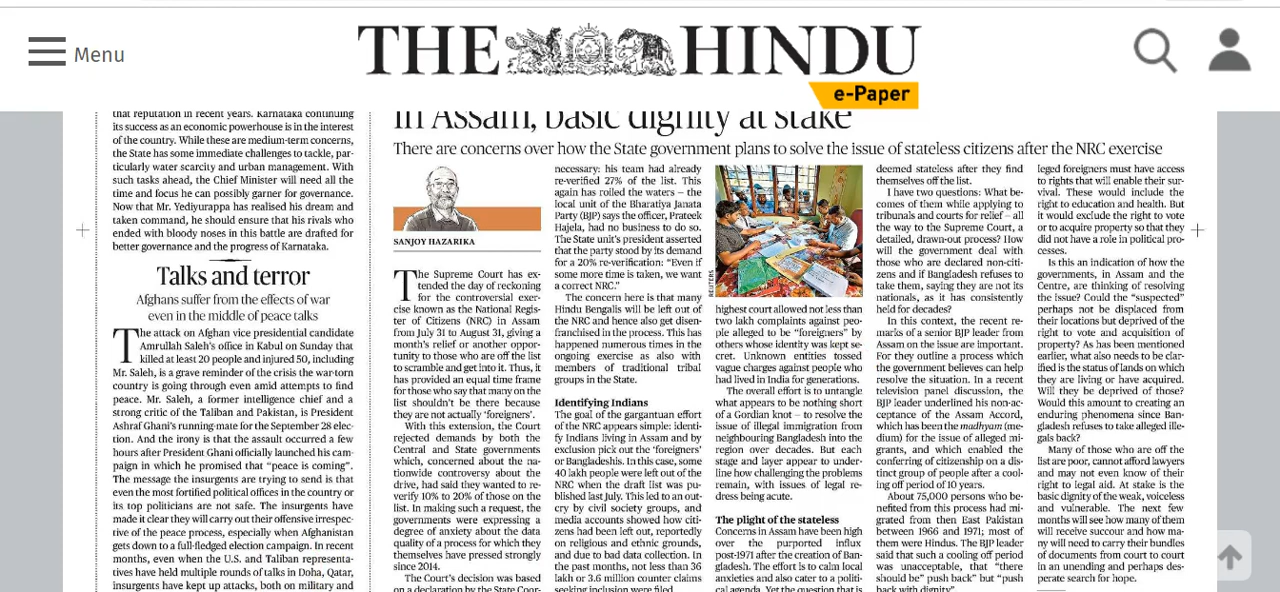 Menu
THE HINDU
e-Paper
that reputation in recent years. Karnataka continuing
its success as an economic powerhouse is in the interest
of the country. While these are medium-term concerns,
the State has some immediate challenges to tackle, par-
ticularly water scarcity and urban management. With
such tasks ahead, the Chief Minister will need all the
time and focus he can possibly garner for governance.
Now that Mr. Yediyurappa has realised his dream and
taken command, he should ensure that his rivals who
ended with bloody noses in this battle are drafted for
better governance and the progress of Karnataka.
Talks and terror
Afghans suffer from the effects of war
even in the middle of peace talks
The attack on Afghan vice presidential candidate
Amrullah Saleh's office in Kabul on Sunday that
killed at least 20 people and injured 50, including
Mr. Saleh, is a grave reminder of the crisis the war-torn
country is going through even amid attempts to find
peace. Mr. Saleh, a former intelligence chief and a
strong critic of the Taliban and Pakistan, is President
Ashraf Ghani's running-mate for the September 28 elec-
tion. And the irony is that the assault occurred a few
hours after President Ghani officially launched his cam-
paign in which he promised that "peace is coming".
The message the insurgents are trying to send is that
even the most fortified political offices in the country or
its top politicians are not safe. The insurgents have
made it clear they will carry out their offensive irrespec-
tive of the peace process, especially when Afghanistan
gets down to a full-fledged election campaign. In recent
months, even when the U.S. and Taliban representa-
tives have held multiple rounds of talks in Doha, Qatar,
insurgents have kept up attacks, both on military and
In Assam, basic dignity at stake
There are concerns over how the State government plans to solve the issue of stateless citizens after the NRC exercise
SANJOY HAZARIKA
The Supreme Court has ex-
tended the day of reckoning
for the controversial exer-
cise known as the National Regis-
ter of Citizens (NRC) in Assam
from July 31 to August 31, giving a
month's relief or another oppor-
tunity to those who are off the list
to scramble and get into it. Thus, it
has provided an equal time frame
for those who say that many on the
list shouldn't be there because
they are not actually 'foreigners'.
With this extension, the Court
rejected demands by both the
Central and State governments
which, concerned about the na-
tionwide controversy about the
drive, had said they wanted to re-
verify 10% to 20% of those on the
list. In making such a request, the
governments were expressing a
degree of anxiety about the data
quality of a process for which they
themselves have pressed strongly
since 2014.
The Court's decision was based
on a declaration by the State Coor-
necessary: his team had already
re-verified 27% of the list. This
again has roiled the waters – the
local unit of the Bharatiya Janata
Party (BJP) says the officer, Prateek
Hajela, had no business to do so.
The State unit's president asserted
that the party stood by its demand
for a 20% re-verification: "Even if
some more time is taken, we want
a correct NRC."
The concern here is that many
Hindu Bengalis will be left out of
the NRC and hence also get disen-
franchised in the process. This has
happened numerous times in the
ongoing exercise as also with
members of traditional tribal
groups in the State.
Identifying Indians
The goal of the gargantuan effort
of the NRC appears simple: identi-
fy Indians living in Assam and by
exclusion pick out the 'foreigners'
or Bangladeshis. In this case, some
40 lakh people were left out of the
NRC when the draft list was pu-
blished last July. This led to an out-
cry by civil society groups, and
media accounts showed how citi-
zens had been left out, reportedly
on religious and ethnic grounds,
and due to bad data collection. In
the past months, not less than 36
lakh or 3.6 million counter claims
seeking inclusion were filed.
REUTERS
highest court allowed not less than
two lakh complaints against peo-
ple alleged to be "foreigners" by
others whose identity was kept se-
cret. Unknown entities tossed
vague charges against people who
had lived in India for generations.
The overall effort is to untangle
what appears to be nothing short
of a Gordian knot – to resolve the
issue of illegal immigration from
neighbouring Bangladesh into the
region over decades. But each
stage and layer appear to under-
line how challenging the problems
remain, with issues of legal re-
dress being acute.
The plight of the stateless
Concerns in Assam have been high
over the purported influx
post-1971 after the creation of Ban-
gladesh. The effort is to calm local
anxieties and also cater to a politi-
cal agenda. Yet the question that is
deemed stateless after they find
themselves off the list.
I have two questions: What be-
comes of them while applying to
tribunals and courts for relief – all
the way to the Supreme Court, a
detailed, drawn-out process? How
will the government deal with
those who are declared non-citi-
zens and if Bangladesh refuses to
take them, saying they are not its
nationals, as it has consistently
held for decades?
In this context, the recent re-
marks of a senior BJP leader from
Assam on the issue are important.
For they outline a process which
the government believes can help
resolve the situation. In a recent
television panel discussion, the
BJP leader underlined his non-ac-
ceptance of the Assam Accord,
which has been the madhyam (me-
dium) for the issue of alleged mi-
grants, and which enabled the
conferring of citizenship on a dis-
tinct group of people after a cool-
ing off period of 10 years.
About 75,000 persons who be-
nefited from this process had mi-
grated from then East Pakistan
between 1966 and 1971; most of
them were Hindus. The BJP leader
said that such a cooling off period
was unacceptable, that "there
should be" push back" but "push
back with dignity".
leged foreigners must have access
to rights that will enable their sur-
vival. These would include the
right to education and health. But
it would exclude the right to vote
or to acquire property so that they
did not have a role in political pro-
cesses.
Is this an indication of how the
governments, in Assam and the
Centre, are thinking of resolving
the issue? Could the "suspected"
perhaps not be displaced from
their locations but deprived of the
right to vote and acquisition of
property? As has been mentioned
earlier, what also needs to be clar-
ified is the status of lands on which
they are living or have acquired.
Will they be deprived of those?
Would this amount to creating an
enduring phenomena since Ban-
gladesh refuses to take alleged ille-
gals back?
Many of those who are off the
list are poor, cannot afford lawyers
and may not even know of their
right to legal aid. At stake is the
basic dignity of the weak, voiceless
and vulnerable. The next few
months will see how many of them
will receive succour and how ma-
ny will need to carry their bundles
of documents from court to court
in an unending and perhaps des-
perate search for hope.